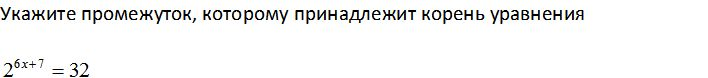 Укажите промежуток, которому принадлежит корень уравнения
2^{6x+7} = 32